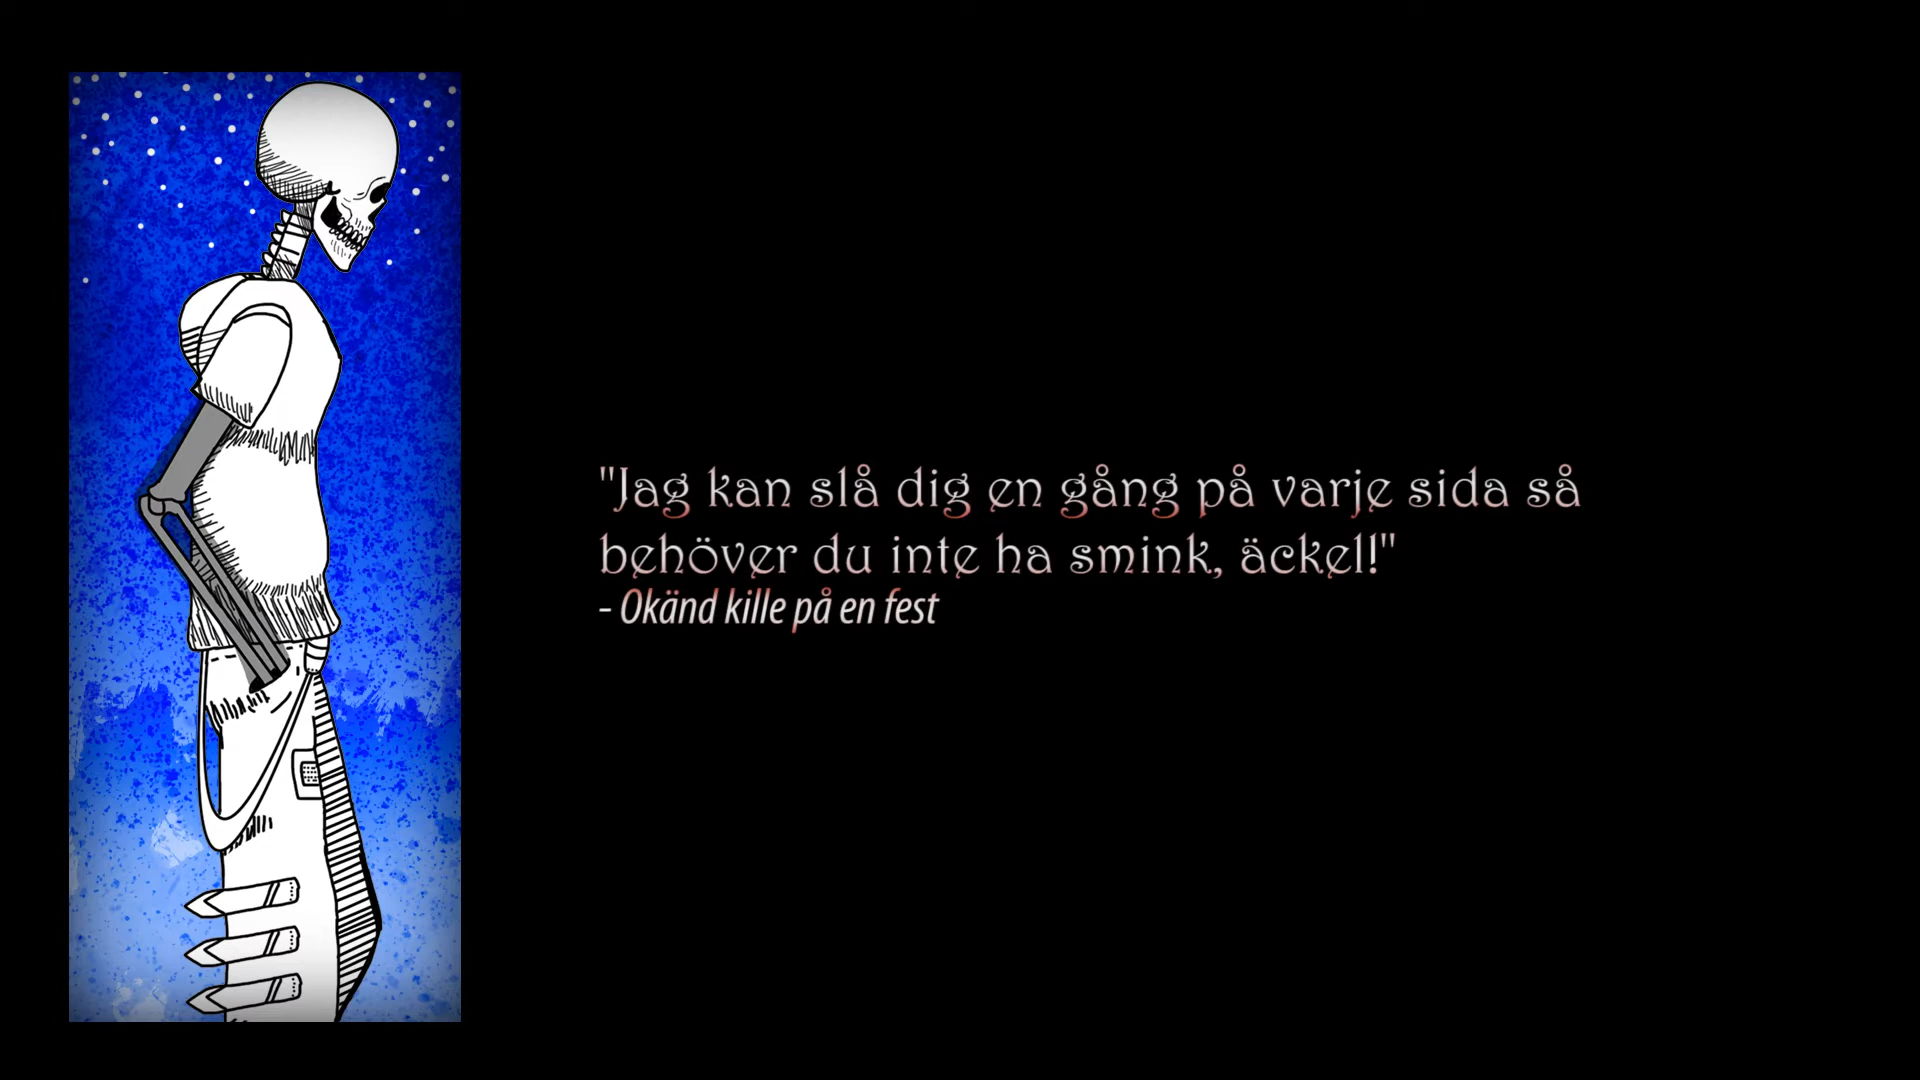 "Jag kan slå dig en gång på varje sida så
behöver du inte ha smink, äckel!"
- Okänd kille på en fest